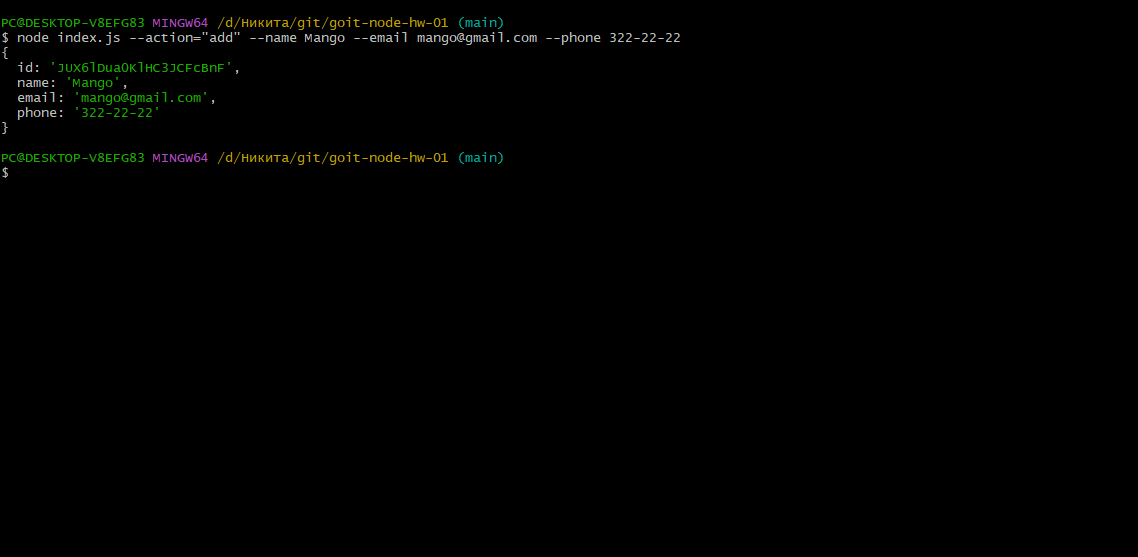 PC@DESKTOP-V8EFG83 MINGW64 /d/Никита/git/goit-node-hw-01 (main)
$ node index.js --action="add" --name Mango --email mango@gmail.com --phone 322-22-22
{
  id: 'JUX6lDuaOKlHC3JCFcBnF',
  name: 'Mango',
  email: 'mango@gmail.com',
  phone: '322-22-22'
}
PC@DESKTOP-V8EFG83 MINGW64 /d/Никита/git/goit-node-hw-01 (main)
$